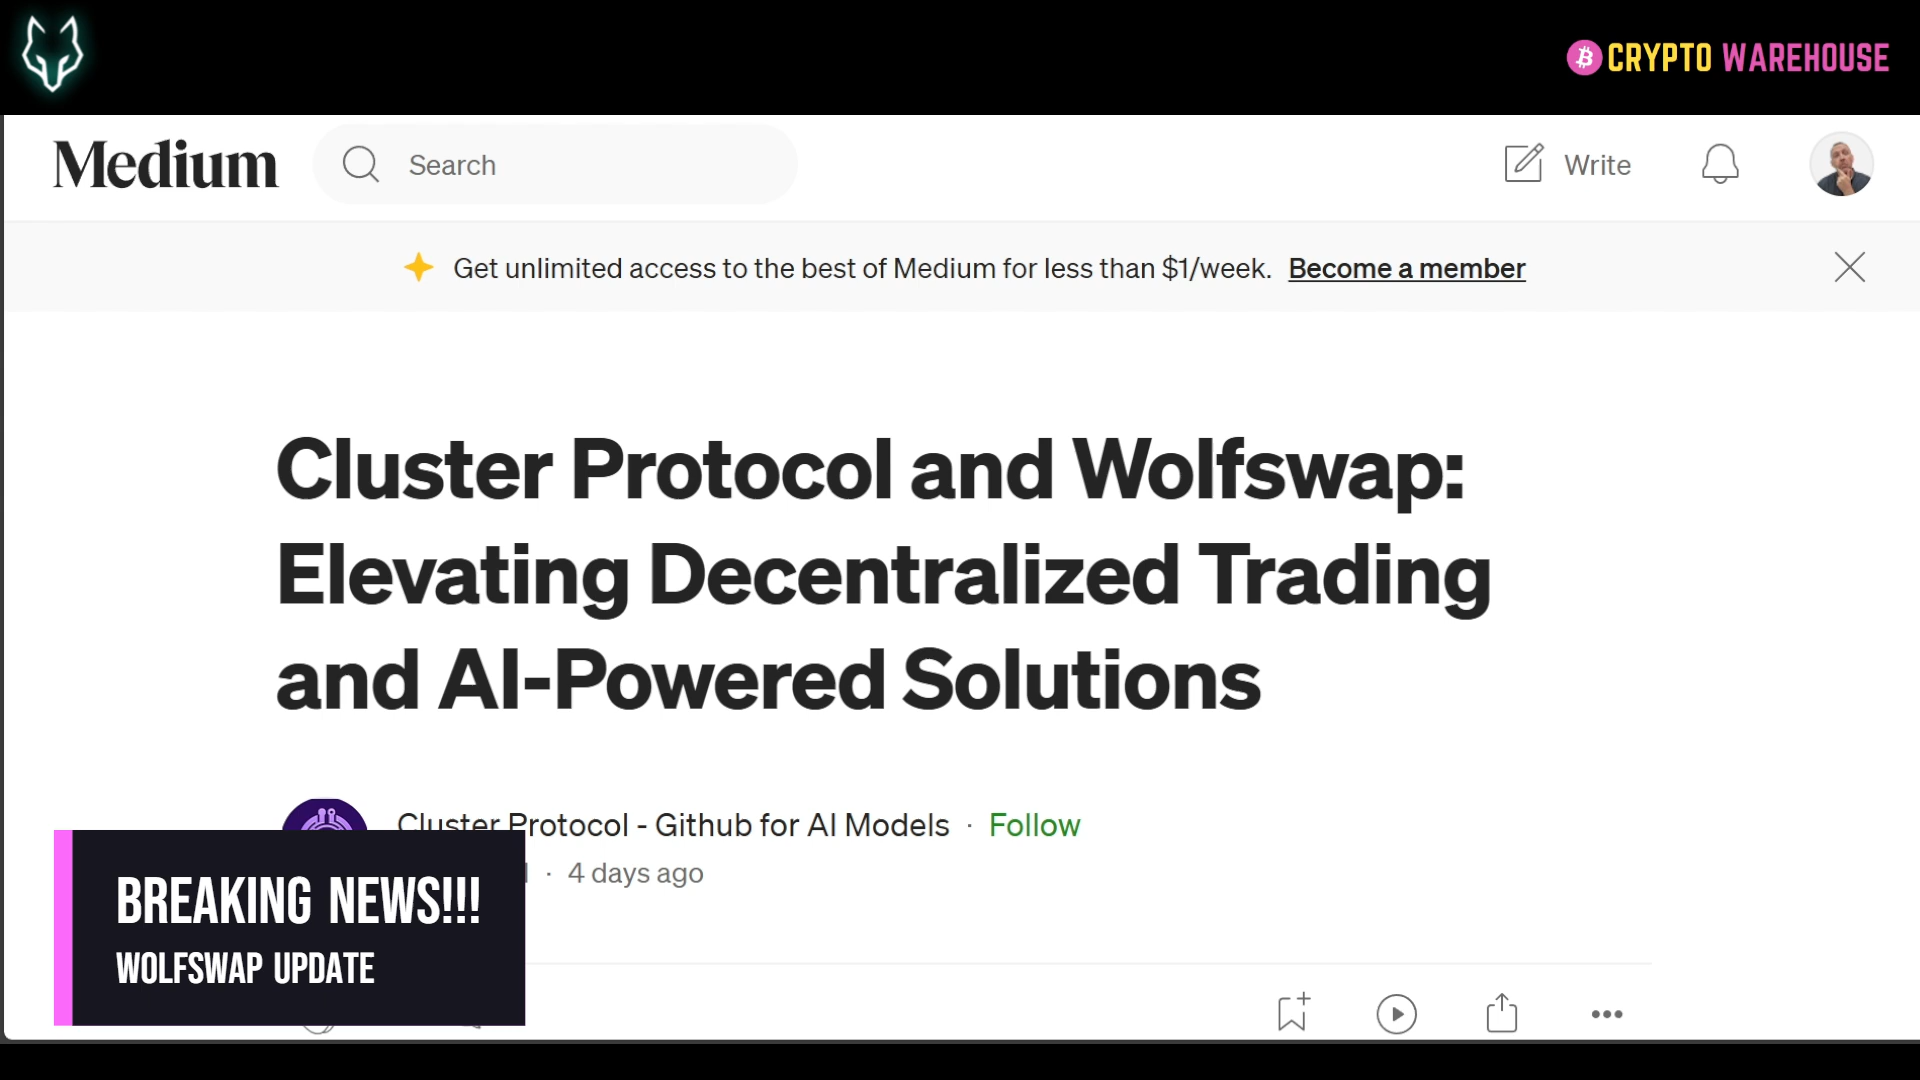 CRYPTO WAREHOUSE
Medium
Search
Write
Get unlimited access to the best of Medium for less than $1/week. Become a member
Cluster Protocol and Wolfswap:
Elevating Decentralized Trading
and AI-Powered Solutions
Cluster Protocol - Github for AI Models · Follow
· 4 days ago
BREAKING NEWS!!!
WOLFSWAP UPDATE